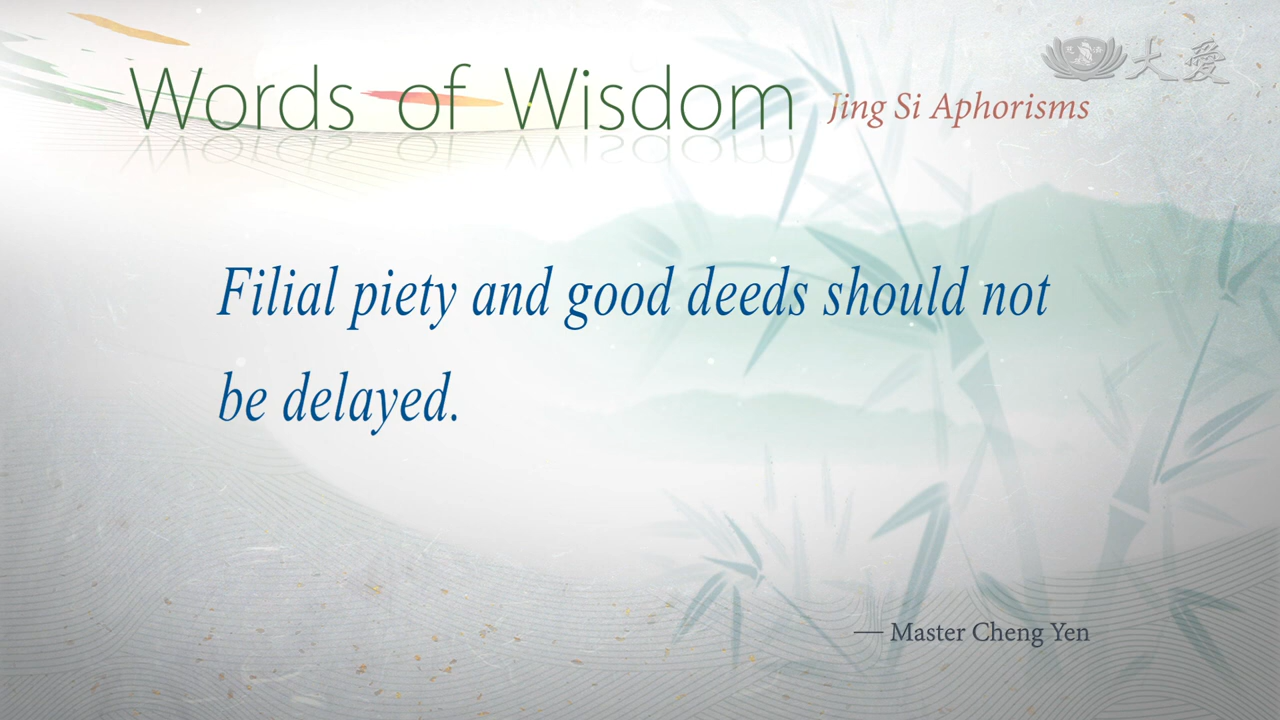 Words of Wisdom
Jing Si Aphorisms
大愛
Filial piety and good deeds should not
be delayed.
— Master Cheng Yen